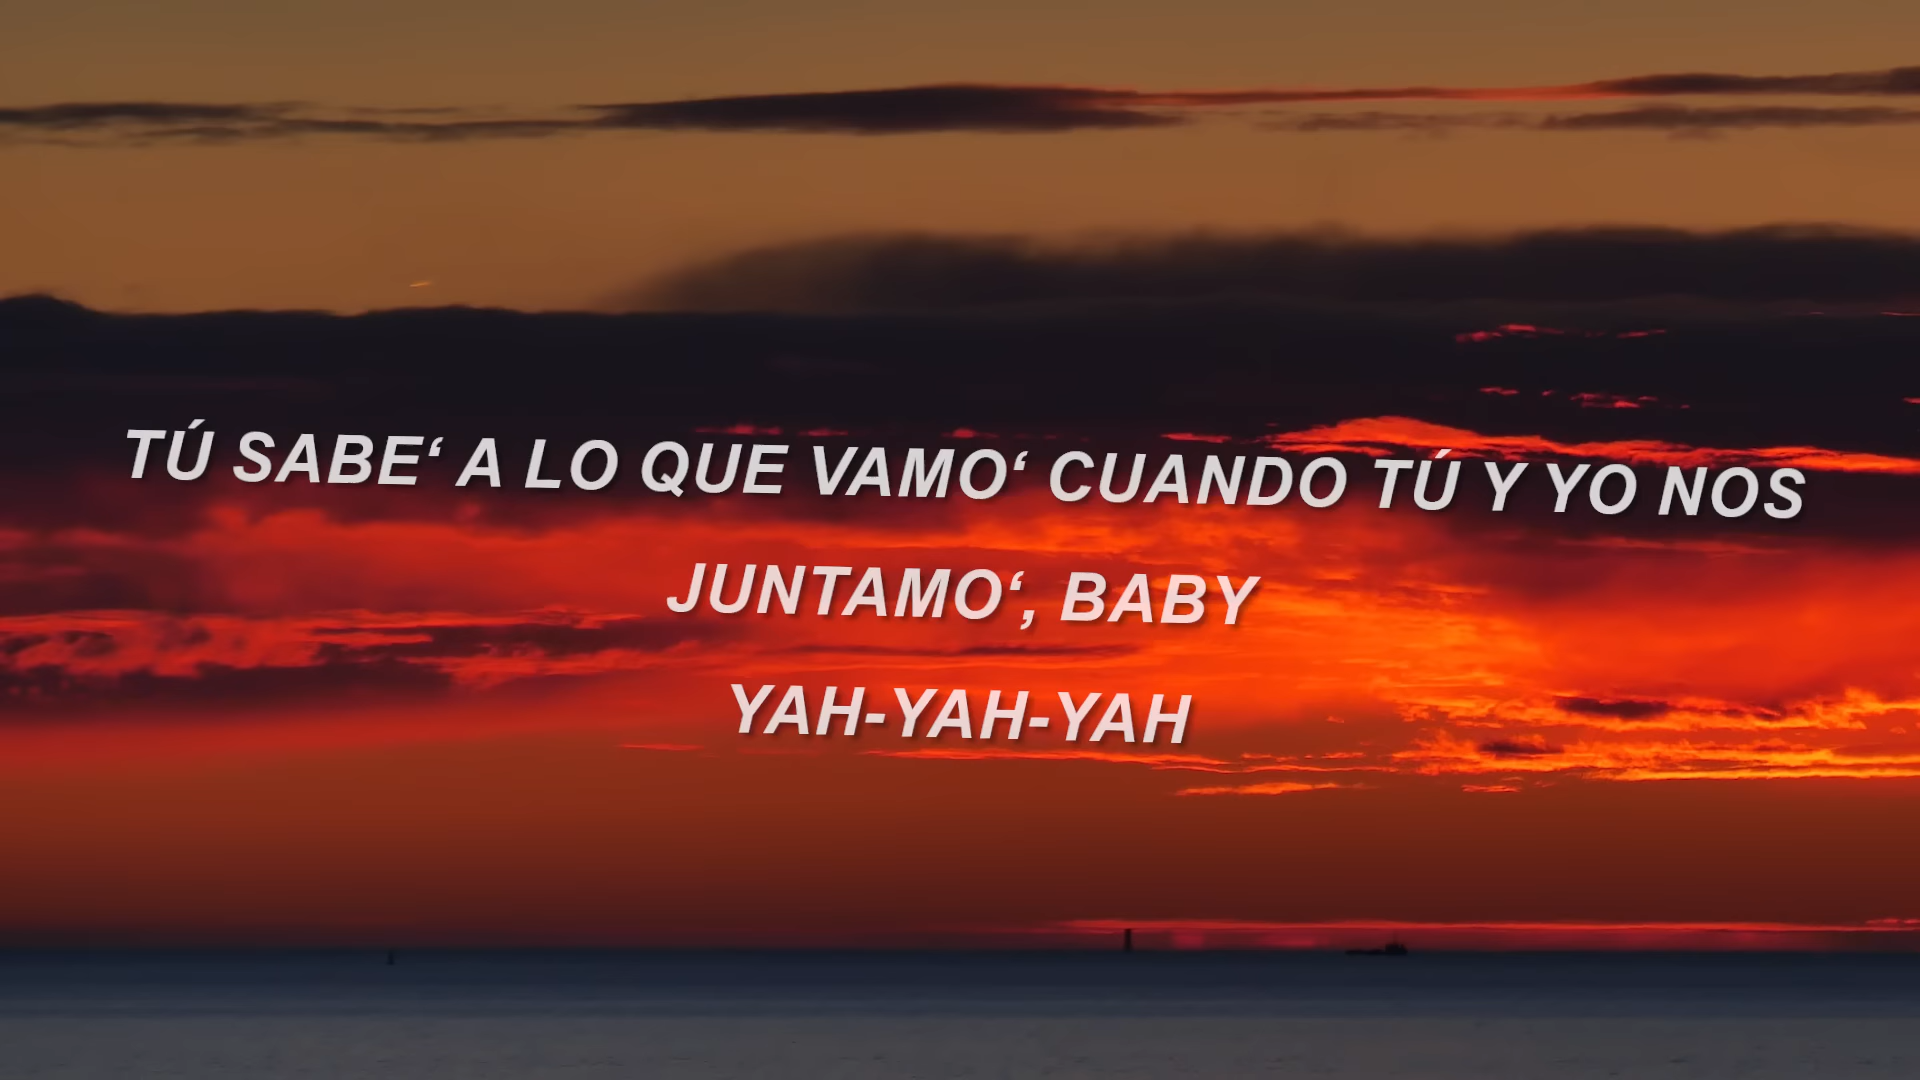 TÚ SABE‘ A LO QUE VAMO‘ CUANDO TÚ Y YO NOS
JUNTAMO‘, BABY
YAH-YAH-YAH